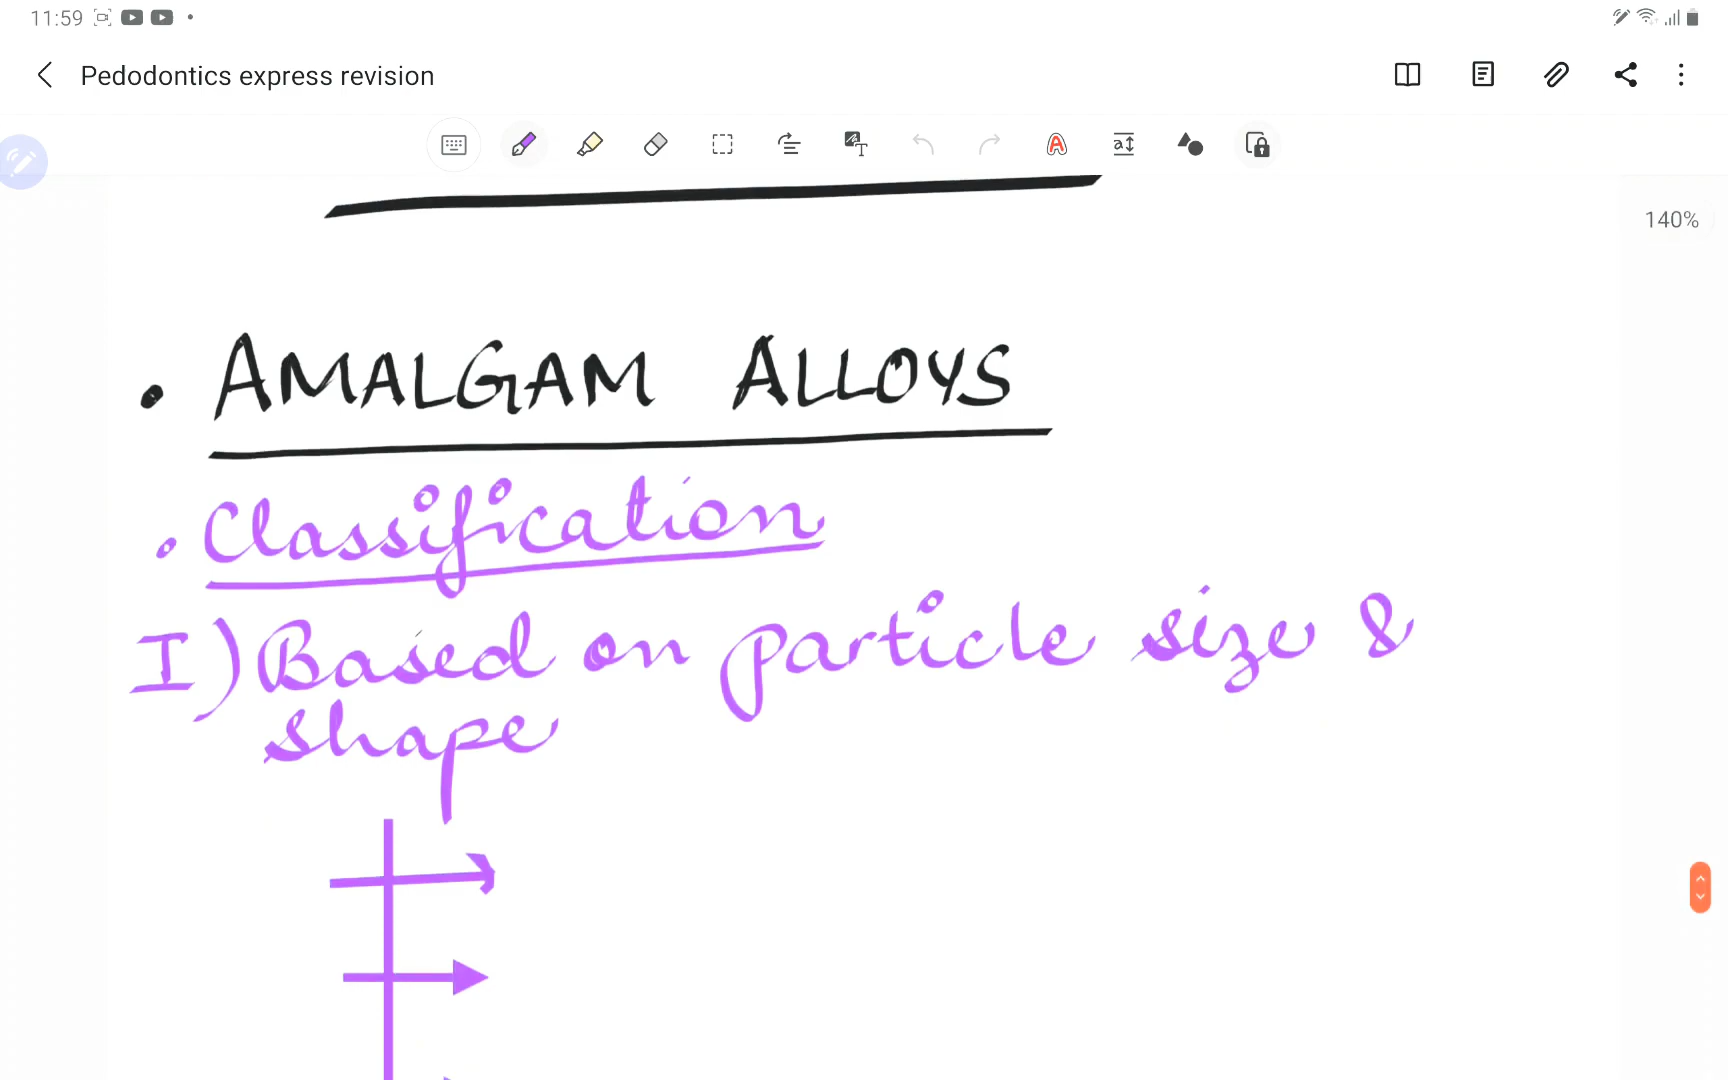 11:59
Pedodontics express revision
140%
• AMALGAM ALLOYS
• Classification
I) Based on particle size &
shape